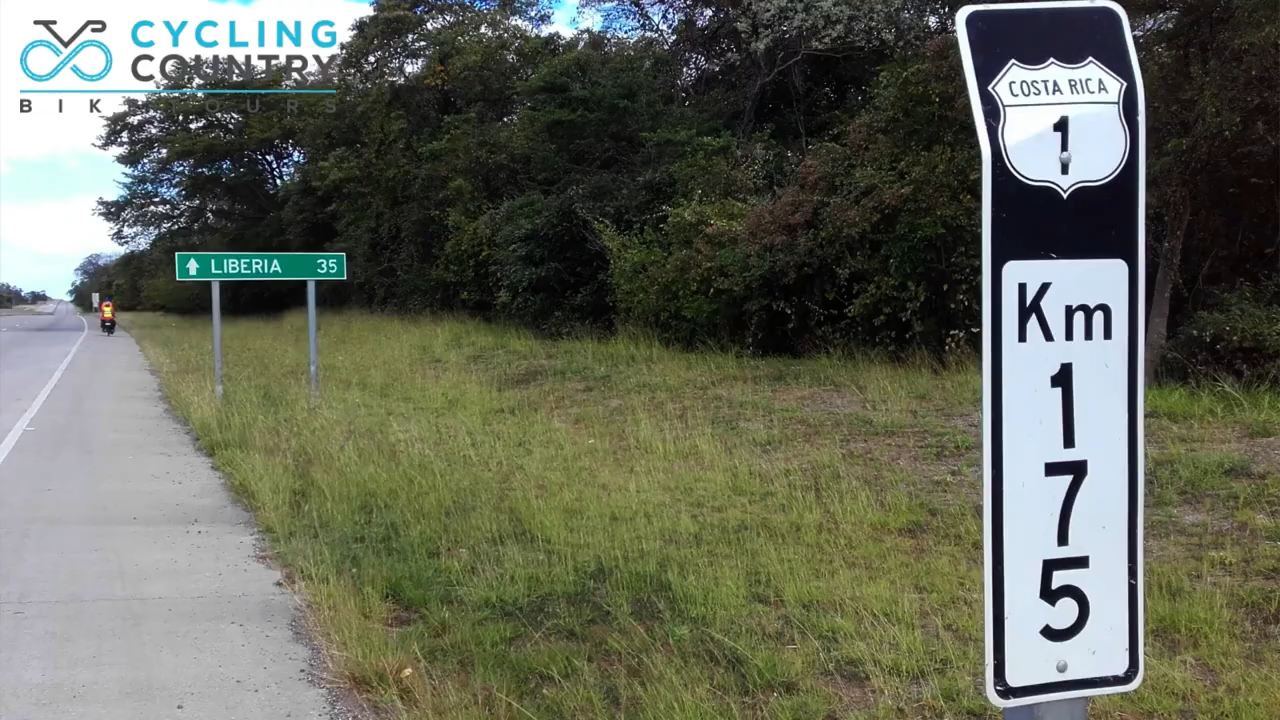 CYCLING
COUNTRY
BIKE TOURS
LIBERIA 35
COSTA RICA
1
Km
1
7
5